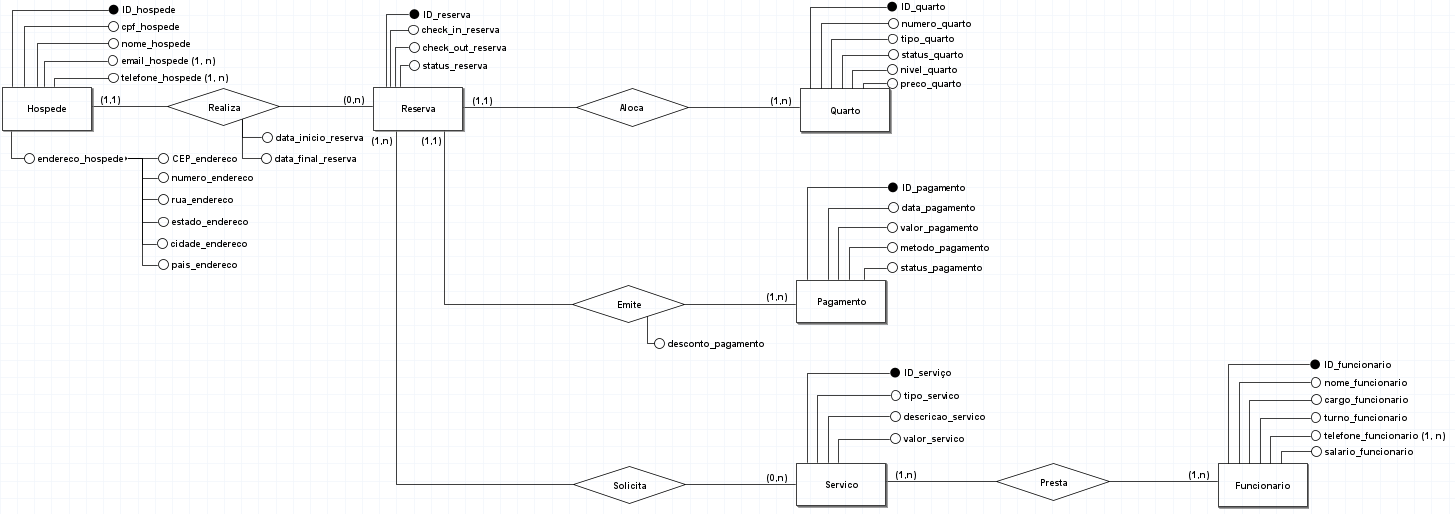 ID_hospede
cpf_hospede
nome_hospede
email_hospede (1, n)
telefone_hospede (1, n)
Hospede
(1,1)
Realiza
(0,n)
data_inicio_reserva
data_final_reserva
endereco_hospede
CEP_endereco
numero_endereco
rua_endereco
estado_endereco
cidade_endereco
pais_endereco
ID_reserva
check_in_reserva
check_out_reserva
status_reserva
Reserva
(1,1)
(1,n)
(1,1)
Aloca
(1,n)
ID_quarto
numero_quarto
tipo_quarto
status_quarto
nivel_quarto
preco_quarto
Quarto
ID_pagamento
data_pagamento
valor_pagamento
metodo_pagamento
status_pagamento
Emite
(1,n)
Pagamento
desconto_pagamento
ID_serviço
tipo_servico
descricao_servico
valor_servico
Solicita
(0,n)
Servico
(1,n)
Presta
(1,n)
ID_funcionario
nome_funcionario
cargo_funcionario
turno_funcionario
telefone_funcionario (1, n)
salario_funcionario
Funcionario